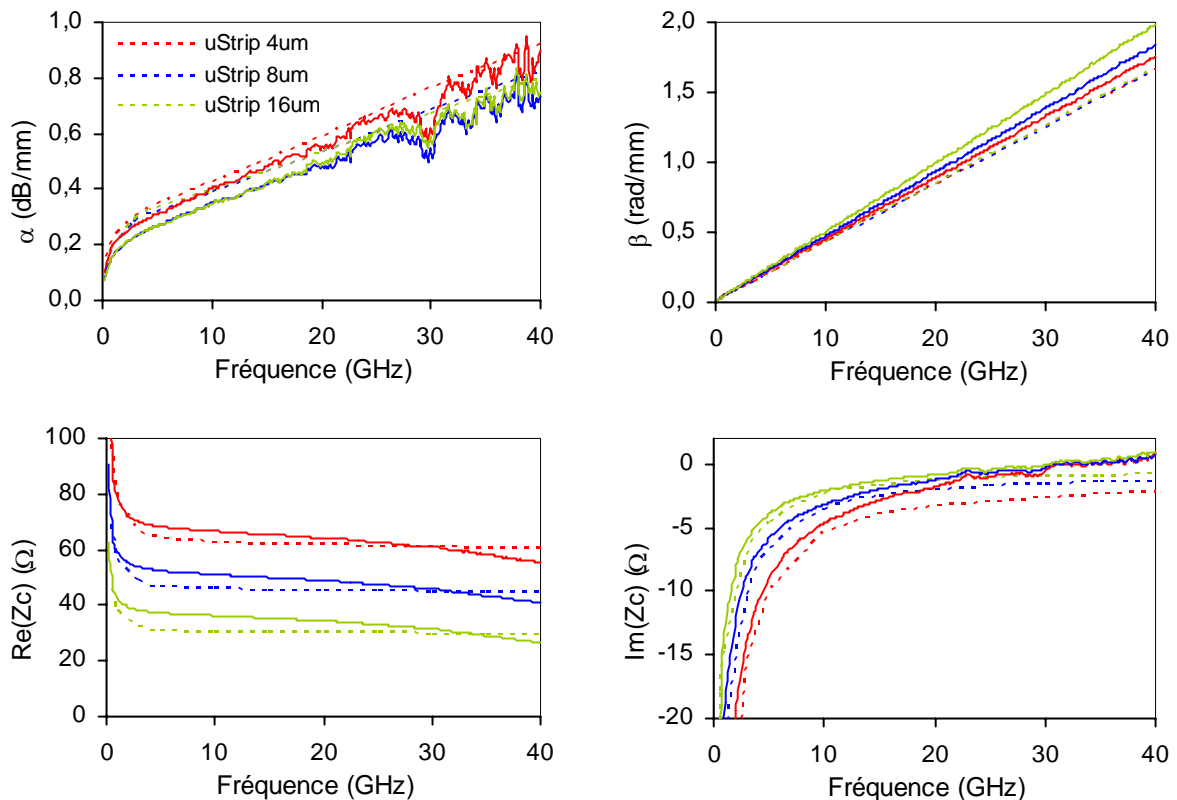 1,0
0,8
0,6
0,4
0,2
0,0
α (dB/mm)
uStrip 4um
uStrip 8um
uStrip 16um
0 10 20 30 40
Fréquence (GHz)
2,0
1,5
1,0
0,5
0,0
β (rad/mm)
0 10 20 30 40
Fréquence (GHz)
100
80
60
40
20
0
Re(Zc) (Ω)
0 10 20 30 40
Fréquence (GHz)
0
-5
-10
-15
-20
Im(Zc) (Ω)
0 10 20 30 40
Fréquence (GHz)